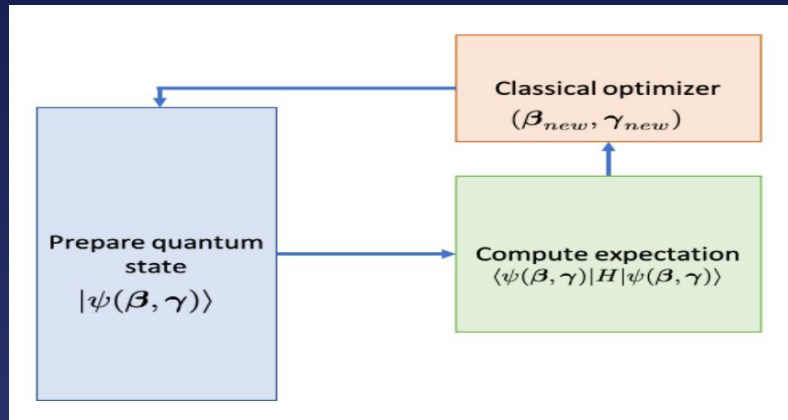 Classical optimizer
(β_new, γ_new)
Prepare quantum
state
|ψ(β, γ)⟩
Compute expectation
⟨ψ(β, γ)|H|ψ(β, γ)⟩